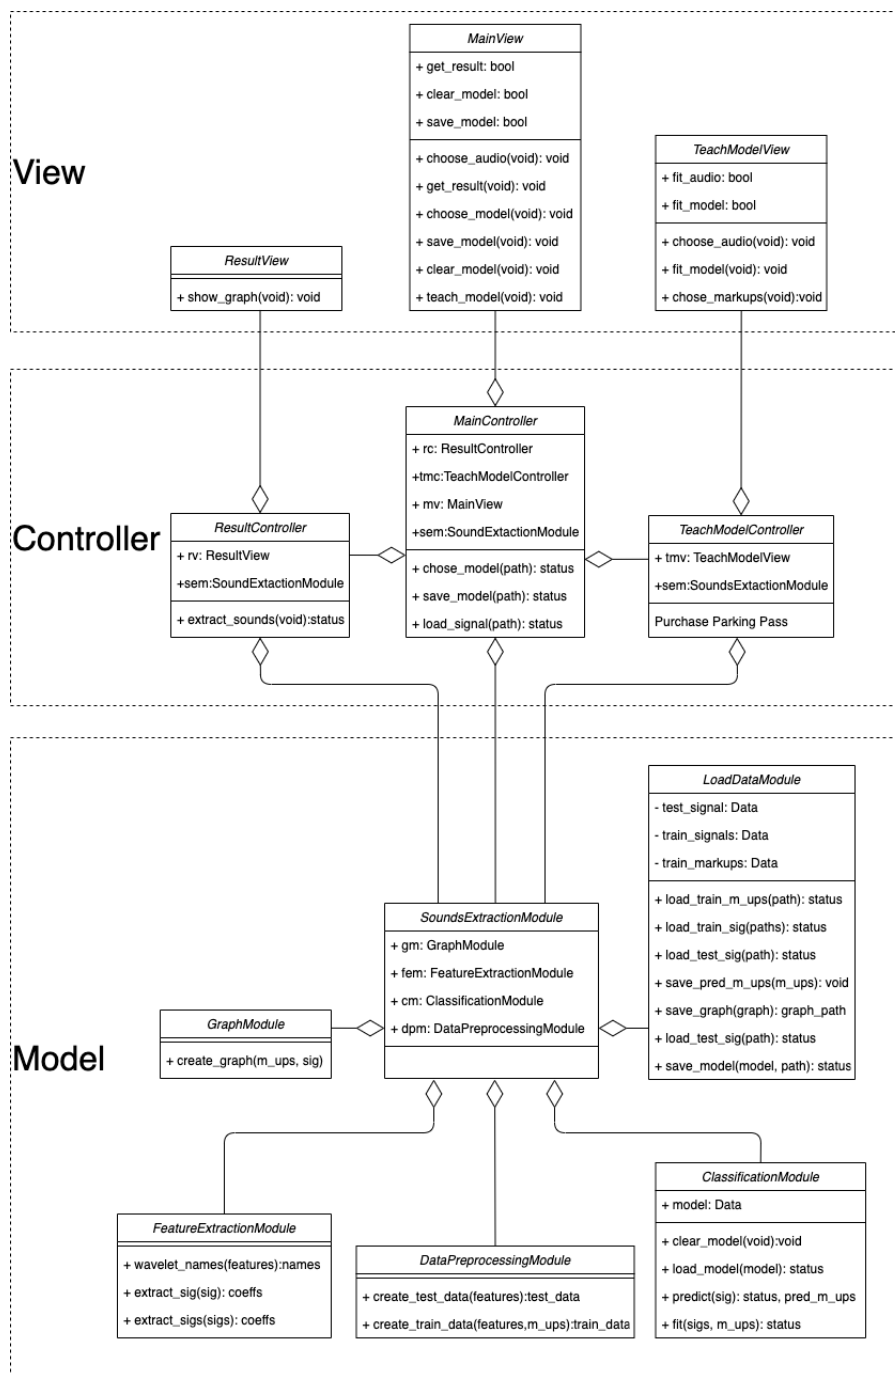 View
MainView
+ get_result: bool
+ clear_model: bool
+ save_model: bool
+ choose_audio(void): void
+ get_result(void): void
+ choose_model(void): void
+ save_model(void): void
+ clear_model(void): void
+ teach_model(void): void
TeachModelView
+ fit_audio: bool
+ fit_model: bool
+ choose_audio(void): void
+ fit_model(void): void
+ chose_markups(void):void
ResultView
+ show_graph(void): void
Controller
MainController
+ rc: ResultController
+tmc:TeachModelController
+ mv: MainView
+sem:SoundExtactionModule
+ chose_model(path): status
+ save_model(path): status
+ load_signal(path): status
ResultController
+ rv: ResultView
+sem:SoundExtactionModule
+ extract_sounds(void):status
TeachModelController
+ tmv: TeachModelView
+sem:SoundsExtactionModule
Purchase Parking Pass
Model
LoadDataModule
- test_signal: Data
- train_signals: Data
- train_markups: Data
+ load_train_m_ups(path): status
+ load_train_sig(paths): status
+ load_test_sig(path): status
+ save_pred_m_ups(m_ups): void
+ save_graph(graph): graph_path
+ load_test_sig(path): status
+ save_model(model, path): status
SoundsExtractionModule
+ gm: GraphModule
+ fem: FeatureExtractionModule
+ cm: ClassificationModule
+ dpm: DataPreprocessingModule
GraphModule
+ create_graph(m_ups, sig)
FeatureExtractionModule
+ wavelet_names(features):names
+ extract_sig(sig): coeffs
+ extract_sigs(sigs): coeffs
DataPreprocessingModule
+ create_test_data(features):test_data
+ create_train_data(features,m_ups):train_data
ClassificationModule
+ model: Data
+ clear_model(void):void
+ load_model(model): status
+ predict(sig): status, pred_m_ups
+ fit(sigs, m_ups): status